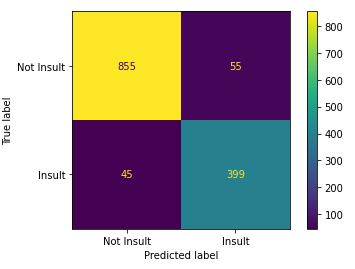 Not Insult
855
55
True label
Insult
45
399
Not Insult
Insult
Predicted label
800
700
600
500
400
300
200
100